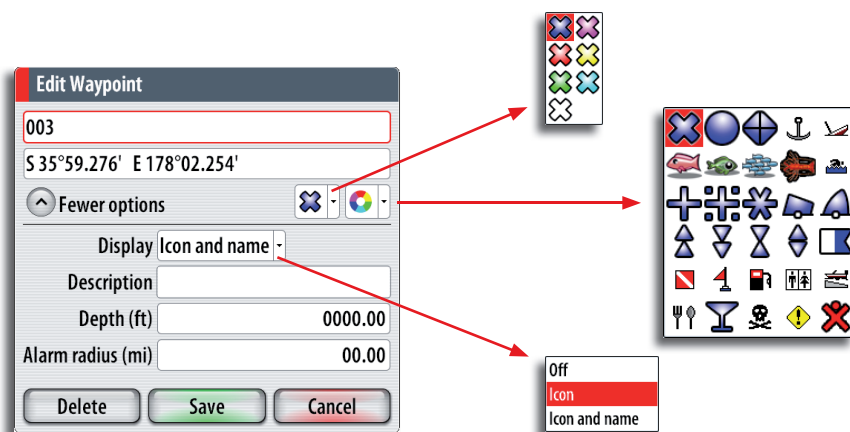 Edit Waypoint
003
S 35°59.276' E 178°02.254'
Fewer options
Display Icon and name
Description
Depth (ft) 0000.00
Alarm radius (mi) 00.00
Delete Save Cancel
Off
Icon
Icon and name